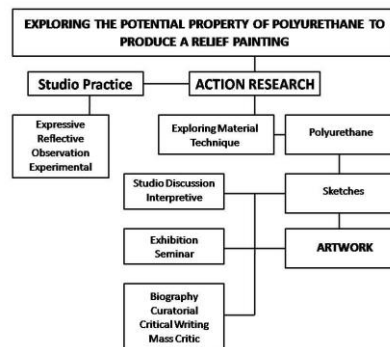 EXPLORING THE POTENTIAL PROPERTY OF POLYURETHANE TO
PRODUCE A RELIEF PAINTING
Studio Practice
ACTION RESEARCH
Expressive
Reflective
Observation
Experimental
Exploring Material
Technique
Polyurethane
Studio Discussion
Interpretive
Sketches
Exhibition
Seminar
ARTWORK
Biography
Curatorial
Critical Writing
Mass Critic